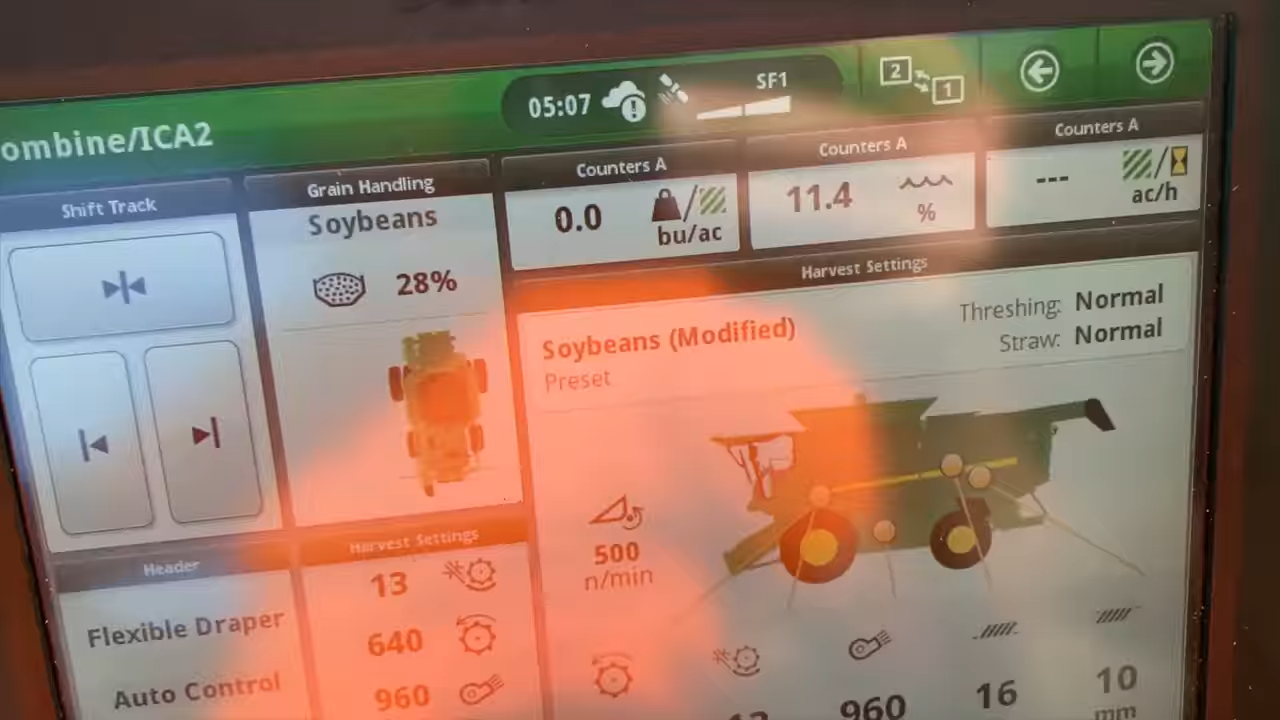 ombine/ICA2
05:07
SF1
2
1
Shift Track
Grain Handling
Soybeans
28%
Counters A
0.0
bu/ac
Counters A
11.4
%
Counters A
---
ac/h
Harvest Settings
Soybeans (Modified)
Preset
Threshing: Normal
Straw: Normal
500
n/min
Header
Flexible Draper
Auto Control
Harvest Settings
13
640
960
960
16
10
mm